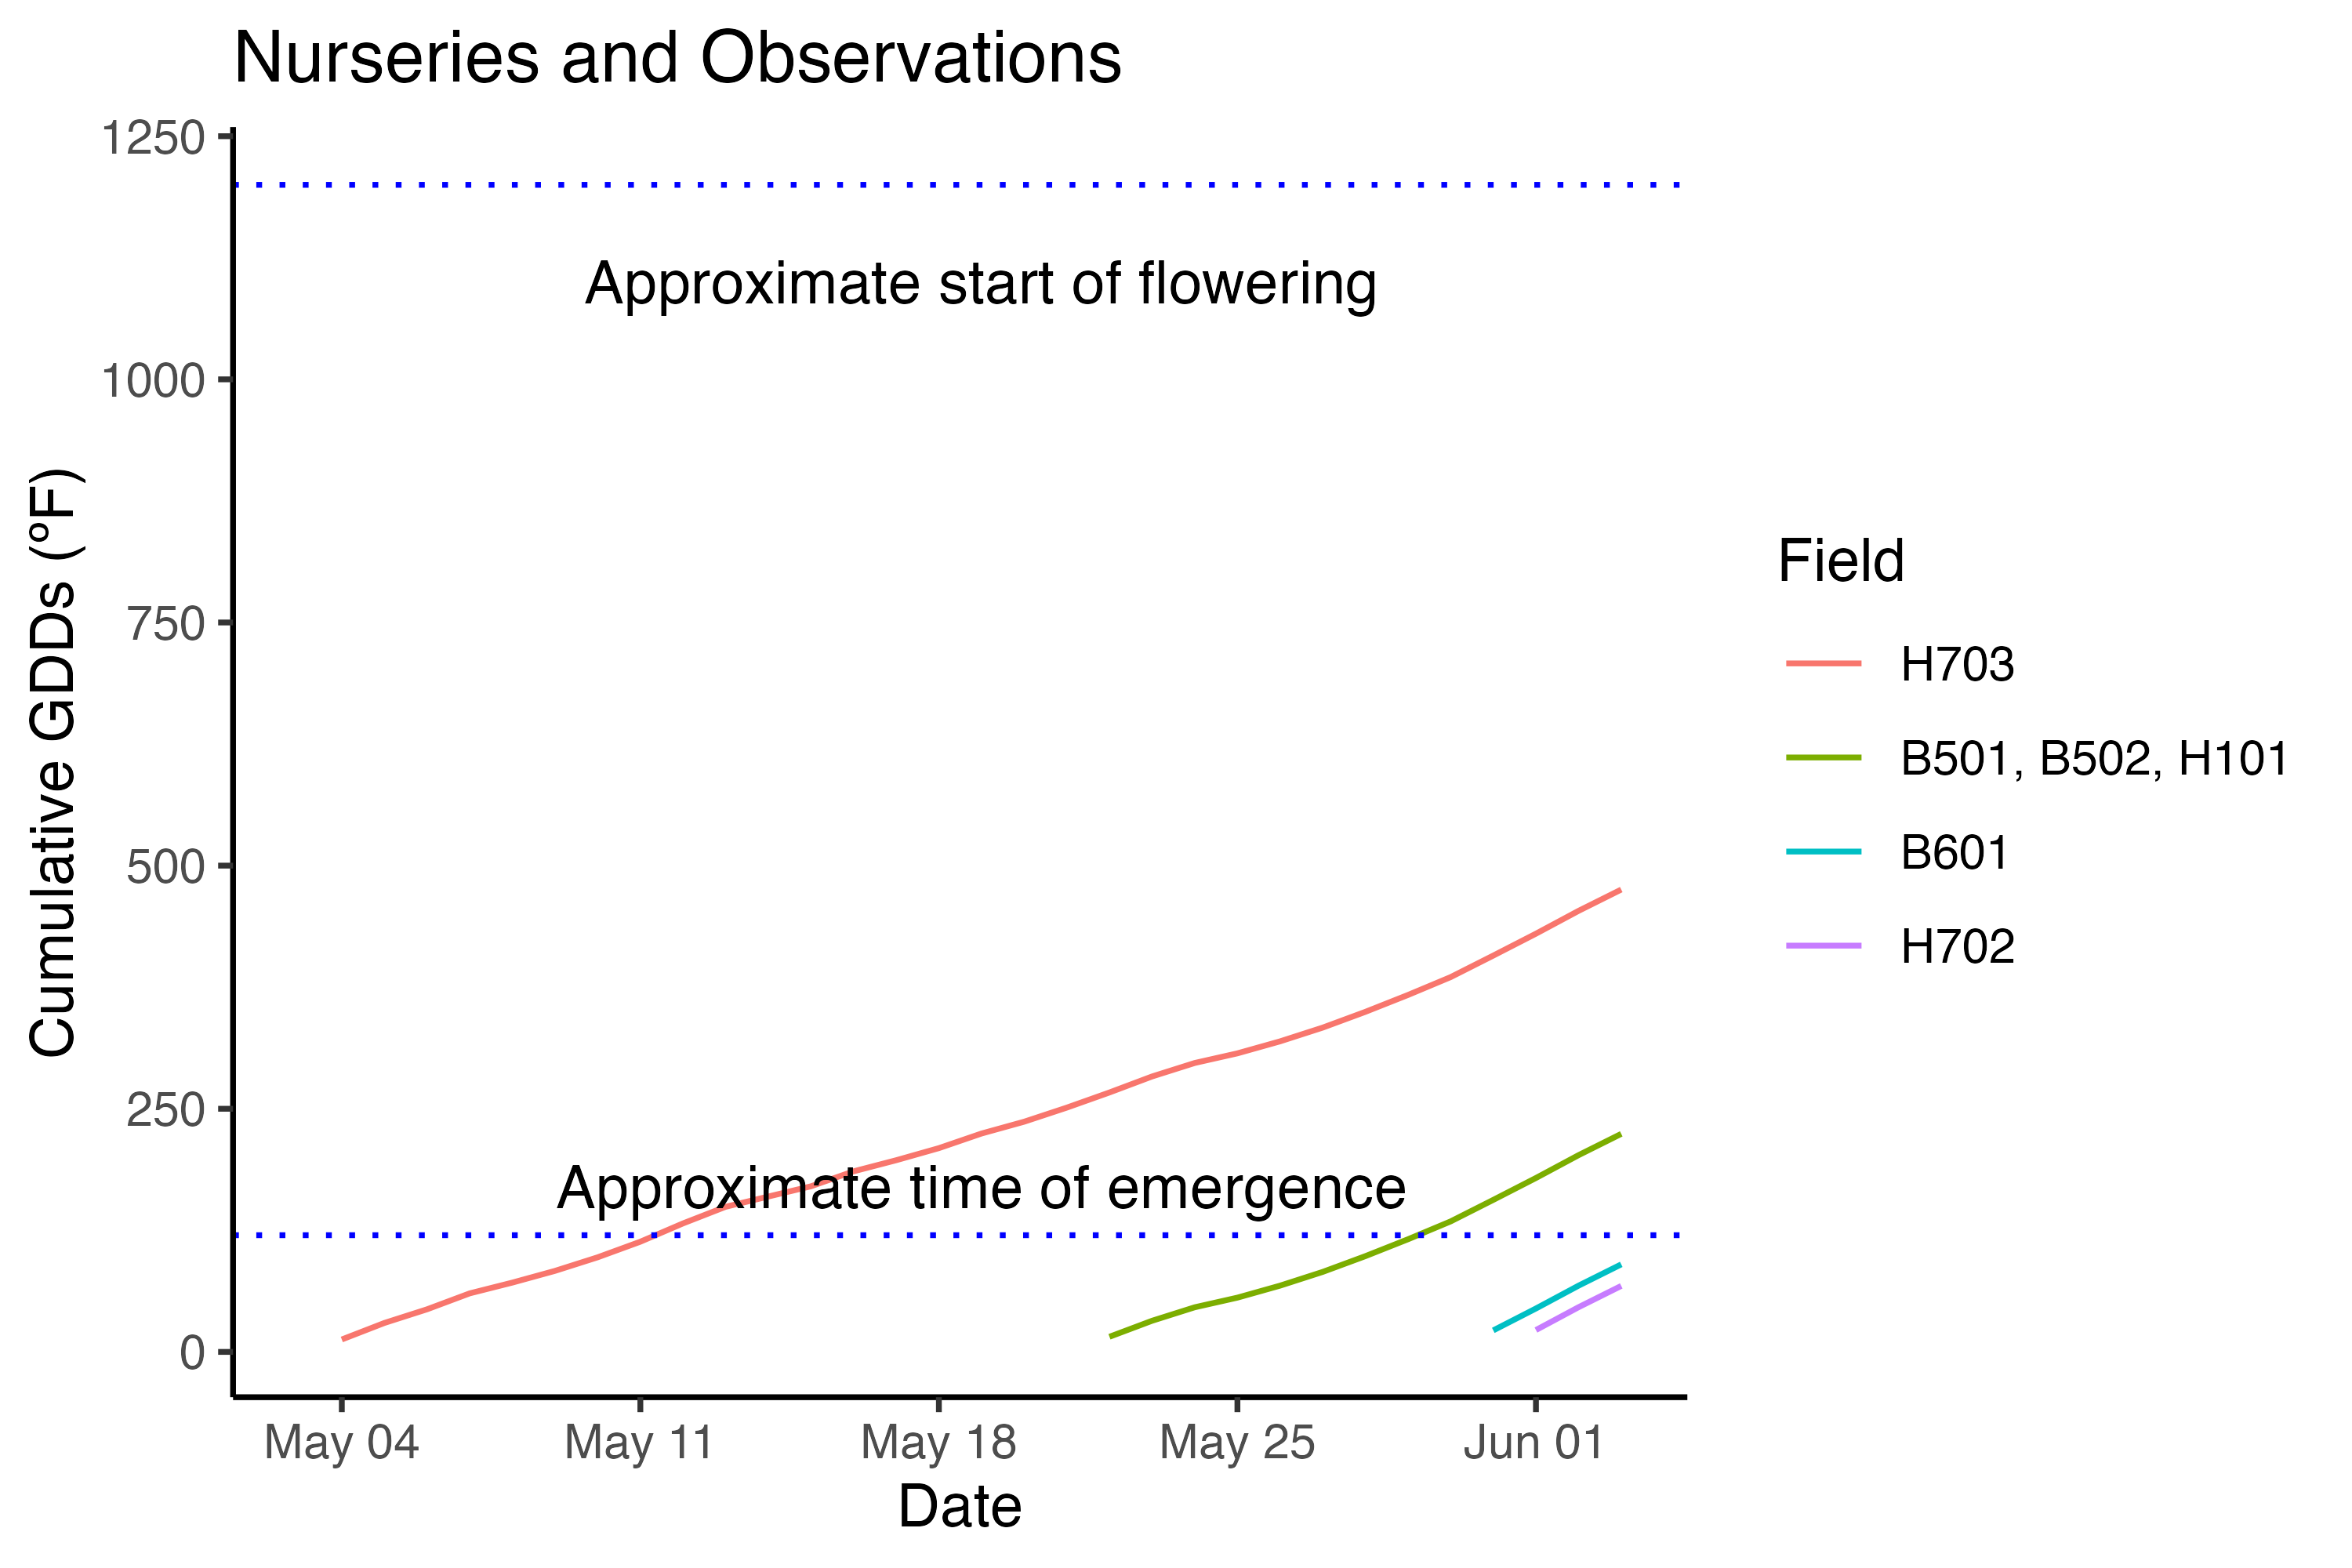 Nurseries and Observations
1250
Approximate start of flowering
1000
750
500
250
Approximate time of emergence
0
Cumulative GDDs (ºF)
May 04
May 11
May 18
May 25
Jun 01
Date
Field
H703
B501, B502, H101
B601
H702